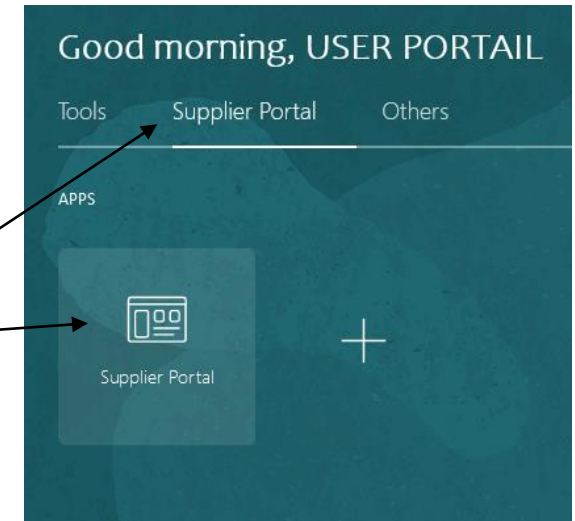 Good morning, USER PORTAIL
Tools Supplier Portal Others
APPS
Supplier Portal